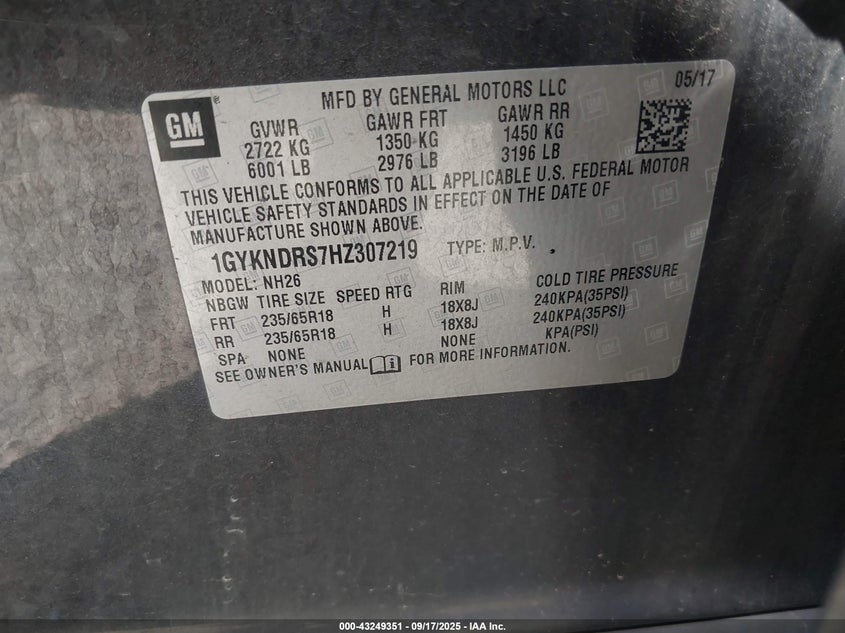 GM
MFD BY GENERAL MOTORS LLC
05/17
GVWR GAWR FRT GAWR RR
2722 KG 1350 KG 1450 KG
6001 LB 2976 LB 3196 LB
THIS VEHICLE CONFORMS TO ALL APPLICABLE U.S. FEDERAL MOTOR
VEHICLE SAFETY STANDARDS IN EFFECT ON THE DATE OF
MANUFACTURE SHOWN ABOVE.
1GYKNDRS7HZ307219 TYPE: M.P.V.
MODEL: NH26
NBGW TIRE SIZE SPEED RTG RIM COLD TIRE PRESSURE
FRT 235/65R18 H 18X8J 240KPA(35PSI)
RR 235/65R18 H 18X8J 240KPA(35PSI)
SPA NONE NONE KPA(PSI)
SEE OWNER'S MANUAL FOR MORE INFORMATION.
000-43249351 - 09/17/2025 - IAA Inc.